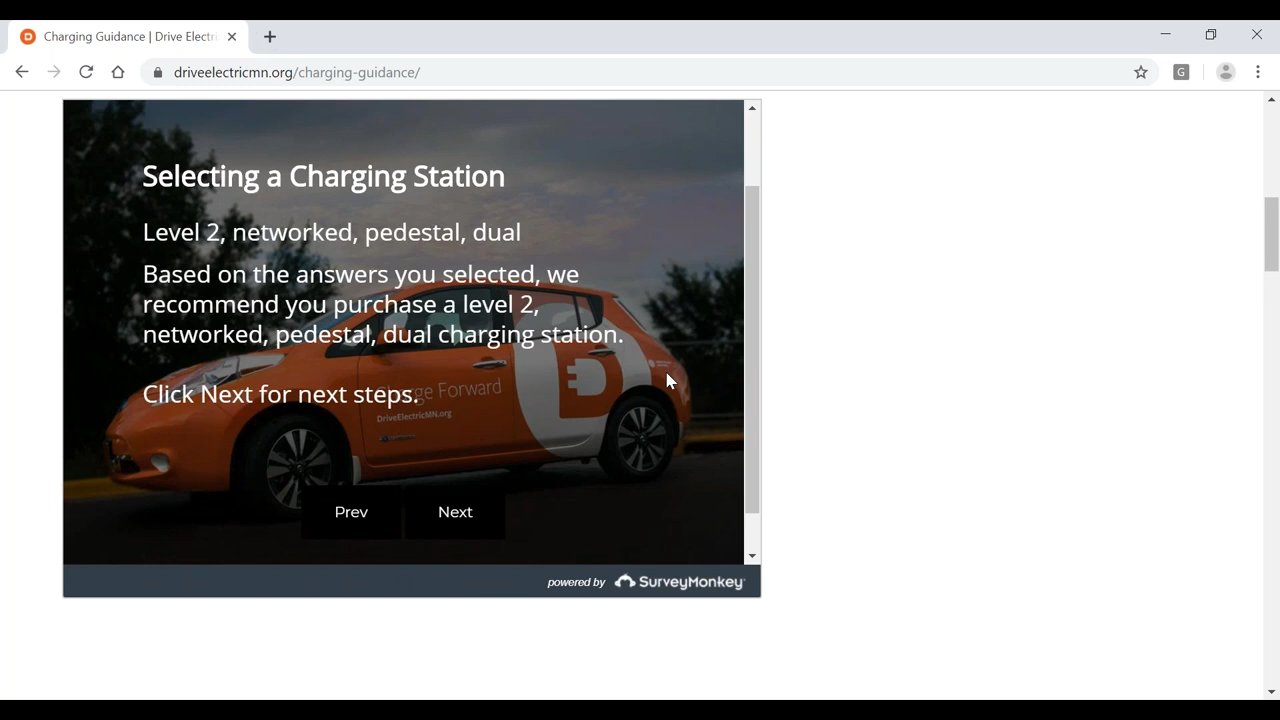 Charging Guidance | Drive Electri
driveelectricmn.org/charging-guidance/
G
Selecting a Charging Station
Level 2, networked, pedestal, dual
Based on the answers you selected, we
recommend you purchase a level 2,
networked, pedestal, dual charging station.
Click Next for next steps.
ge Forward
DriveElectricMN.org
Prev
Next
powered by SurveyMonkey